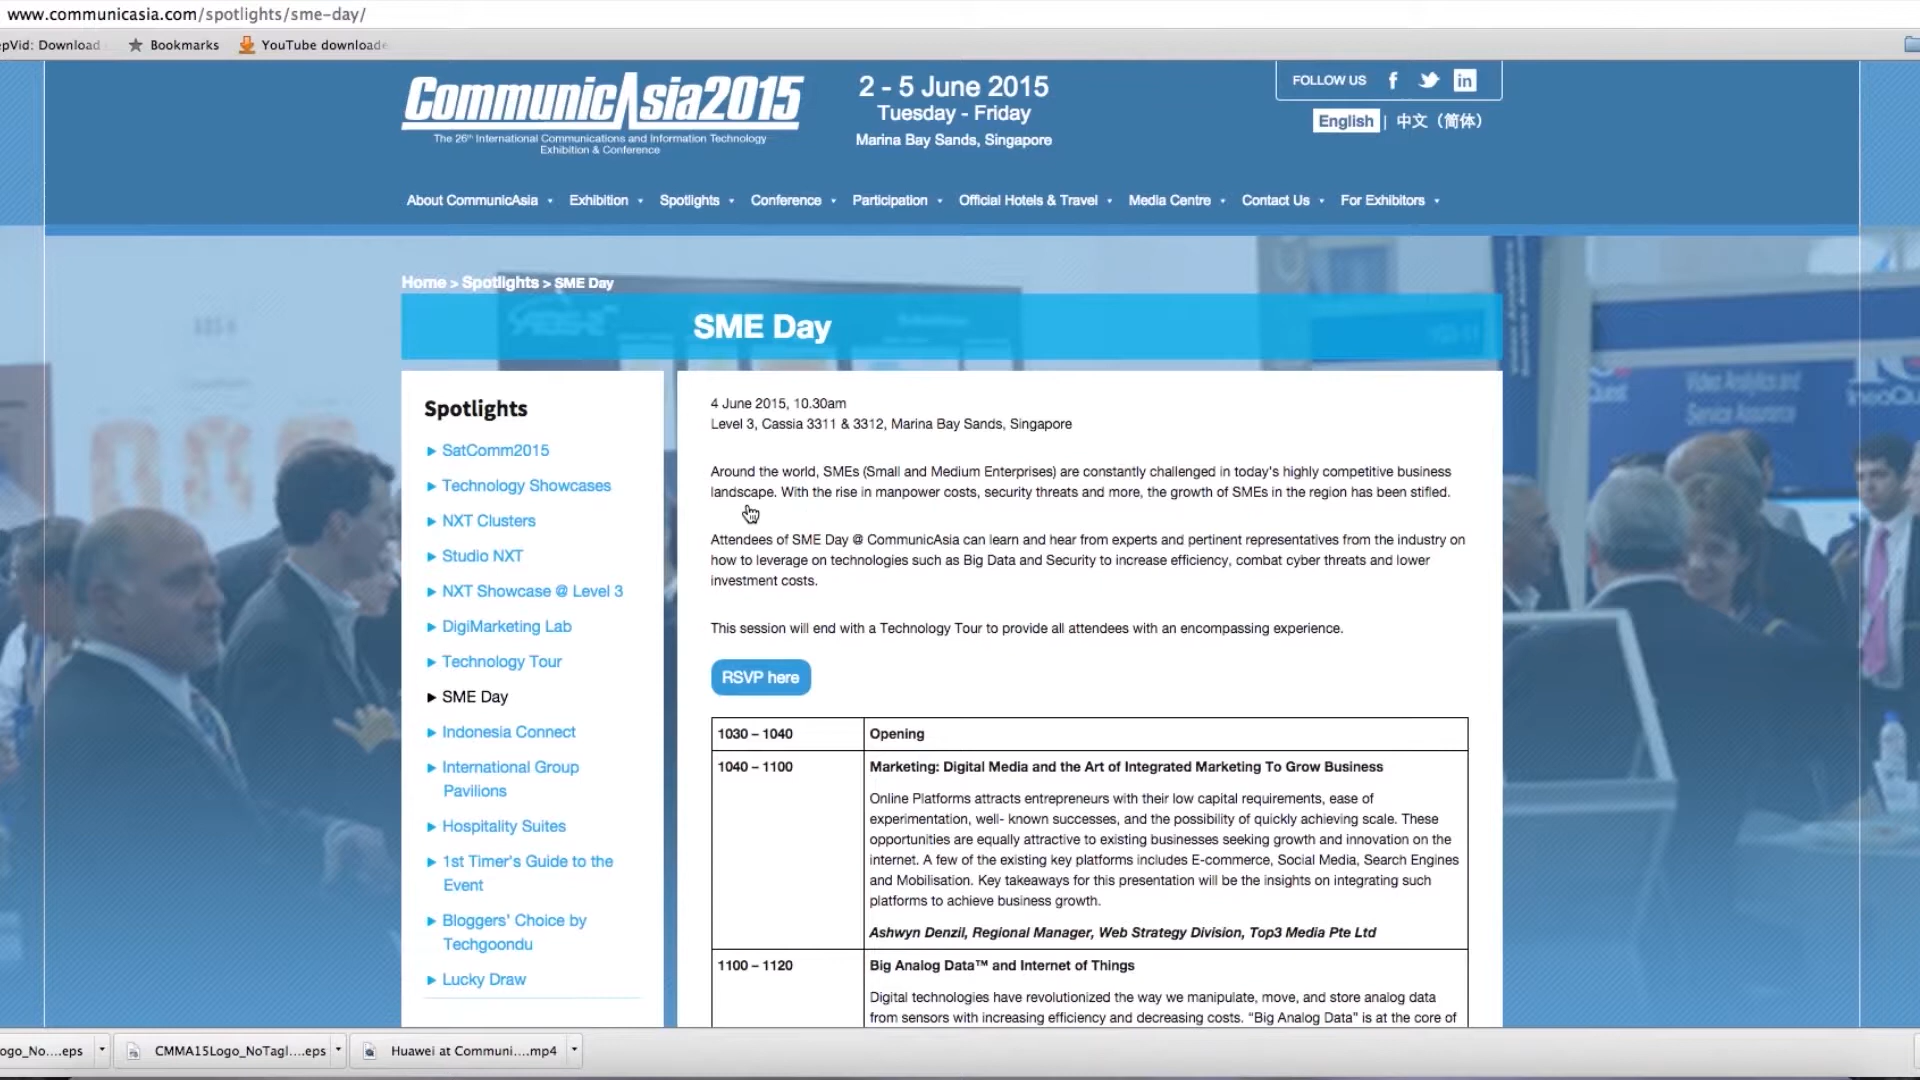 www.communicasia.com/spotlights/sme-day/
epVid: Download
Bookmarks
YouTube downloade
CommunicAsia2015
The 26th International Communications and Information Technology
Exhibition & Conference
2 - 5 June 2015
Tuesday - Friday
Marina Bay Sands, Singapore
FOLLOW US
English | 中文（简体）
About CommunicAsia
Exhibition
Spotlights
Conference
Participation
Official Hotels & Travel
Media Centre
Contact Us
For Exhibitors
Home > Spotlights > SME Day
SME Day
Spotlights
SatComm2015
Technology Showcases
NXT Clusters
Studio NXT
NXT Showcase @ Level 3
DigiMarketing Lab
Technology Tour
SME Day
Indonesia Connect
International Group
Pavilions
Hospitality Suites
1st Timer's Guide to the
Event
Bloggers' Choice by
Techgoondu
Lucky Draw
4 June 2015, 10.30am
Level 3, Cassia 3311 & 3312, Marina Bay Sands, Singapore
Around the world, SMEs (Small and Medium Enterprises) are constantly challenged in today's highly competitive business
landscape. With the rise in manpower costs, security threats and more, the growth of SMEs in the region has been stifled.
Attendees of SME Day @ CommunicAsia can learn and hear from experts and pertinent representatives from the industry on
how to leverage on technologies such as Big Data and Security to increase efficiency, combat cyber threats and lower
investment costs.
This session will end with a Technology Tour to provide all attendees with an encompassing experience.
RSVP here
1030 – 1040 Opening
1040 – 1100 Marketing: Digital Media and the Art of Integrated Marketing To Grow Business
Online Platforms attracts entrepreneurs with their low capital requirements, ease of
experimentation, well- known successes, and the possibility of quickly achieving scale. These
opportunities are equally attractive to existing businesses seeking growth and innovation on the
internet. A few of the existing key platforms includes E-commerce, Social Media, Search Engines
and Mobilisation. Key takeaways for this presentation will be the insights on integrating such
platforms to achieve business growth.
Ashwyn Denzil, Regional Manager, Web Strategy Division, Top3 Media Pte Ltd
1100 – 1120 Big Analog Data™ and Internet of Things
Digital technologies have revolutionized the way we manipulate, move, and store analog data
from sensors with increasing efficiency and decreasing costs. “Big Analog Data” is at the core of
ogo_No....eps
CMMA15Logo_NoTagl....eps
Huawei at Communi....mp4